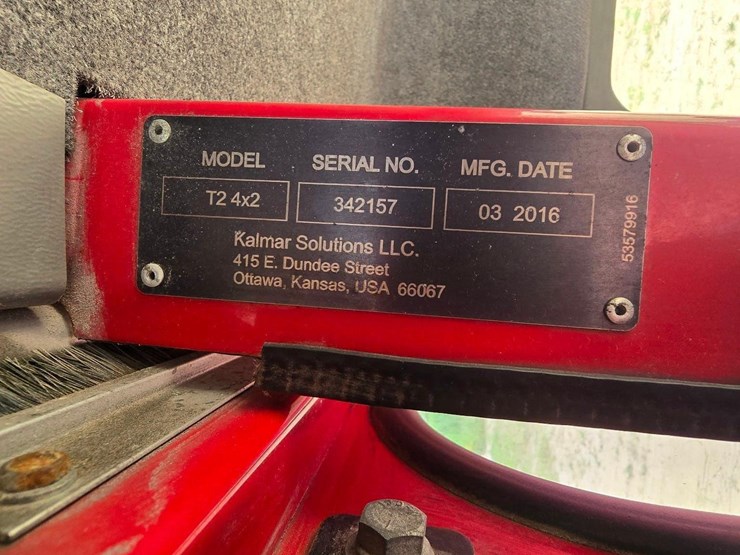 MODEL SERIAL NO. MFG. DATE
T2 4x2 342157 03 2016
Kalmar Solutions LLC.
415 E. Dundee Street
Ottawa, Kansas, USA 66067
53579916